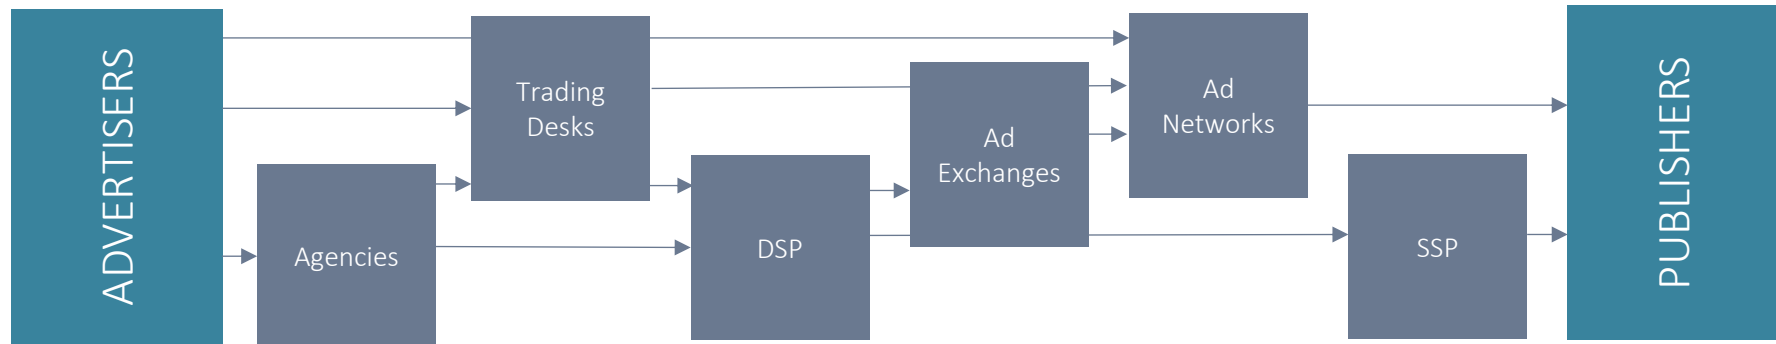 ADVERTISERS
Agencies
Trading
Desks
DSP
Ad
Exchanges
Ad
Networks
SSP
PUBLISHERS